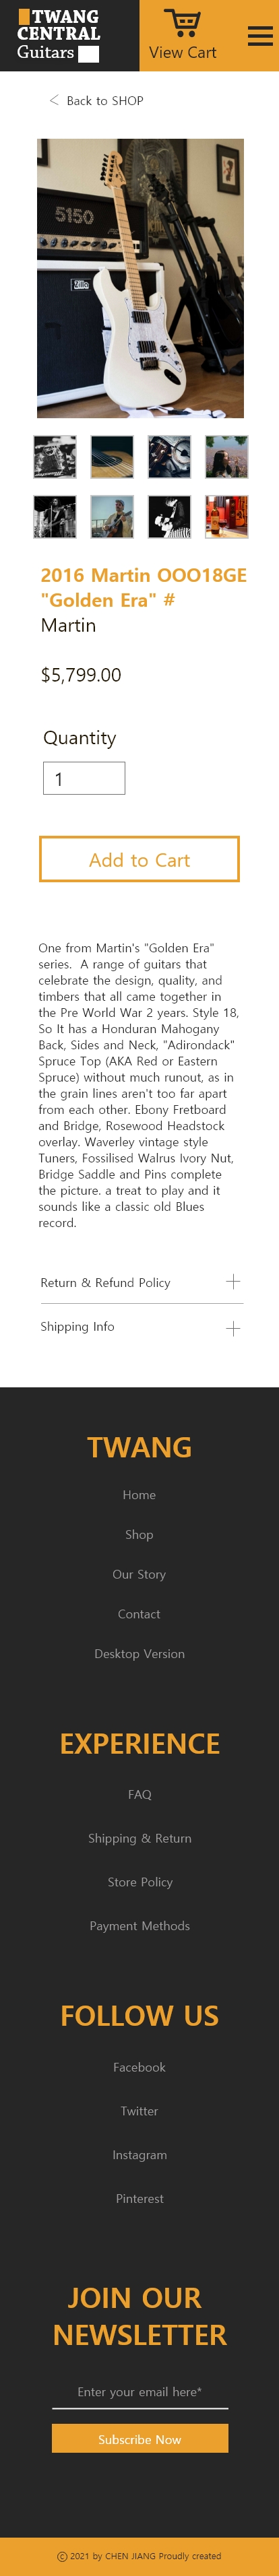 TWANG
CENTRAL
Guitars
View Cart
< Back to SHOP
5150
Zilla
2016 Martin OOO18GE
"Golden Era" #
Martin
$5,799.00
Quantity
1
Add to Cart
One from Martin's "Golden Era"
series. A range of guitars that
celebrate the design, quality, and
timbers that all came together in
the Pre World War 2 years. Style 18,
So It has a Honduran Mahogany
Back, Sides and Neck, "Adirondack"
Spruce Top (AKA Red or Eastern
Spruce) without much runout, as in
the grain lines aren't too far apart
from each other. Ebony Fretboard
and Bridge, Rosewood Headstock
overlay. Waverley vintage style
Tuners, Fossilised Walrus Ivory Nut,
Bridge Saddle and Pins complete
the picture. a treat to play and it
sounds like a classic old Blues
record.
Return & Refund Policy
Shipping Info
TWANG
Home
Shop
Our Story
Contact
Desktop Version
EXPERIENCE
FAQ
Shipping & Return
Store Policy
Payment Methods
FOLLOW US
Facebook
Twitter
Instagram
Pinterest
JOIN OUR
NEWSLETTER
Enter your email here*
Subscribe Now
© 2021 by CHEN JIANG Proudly created